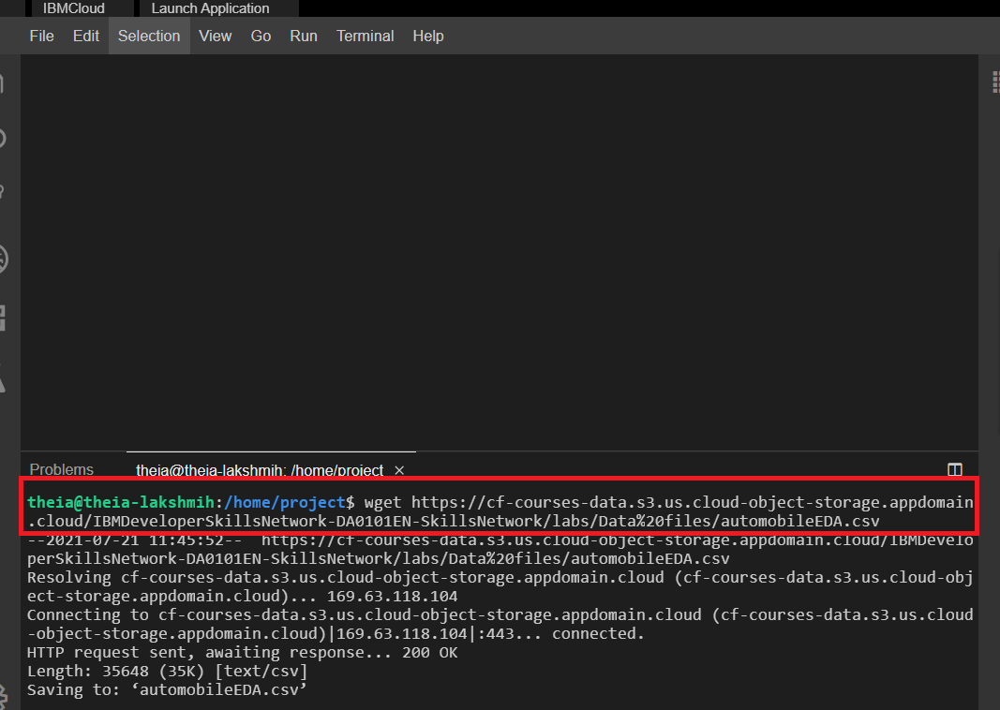 IBMCloud Launch Application
File Edit Selection View Go Run Terminal Help
Problems theia@theia-lakshmih: /home/project ×
theia@theia-lakshmih:/home/project$ wget https://cf-courses-data.s3.us.cloud-object-storage.appdomain
.cloud/IBMDeveloperSkillsNetwork-DA0101EN-SkillsNetwork/labs/Data%20files/automobileEDA.csv
--2021-07-21 11:45:52--  https://cf-courses-data.s3.us.cloud-object-storage.appdomain.cloud/IBMDevelo
perSkillsNetwork-DA0101EN-SkillsNetwork/labs/Data%20files/automobileEDA.csv
Resolving cf-courses-data.s3.us.cloud-object-storage.appdomain.cloud (cf-courses-data.s3.us.cloud-obj
ect-storage.appdomain.cloud)... 169.63.118.104
Connecting to cf-courses-data.s3.us.cloud-object-storage.appdomain.cloud (cf-courses-data.s3.us.cloud
-object-storage.appdomain.cloud)|169.63.118.104|:443... connected.
HTTP request sent, awaiting response... 200 OK
Length: 35648 (35K) [text/csv]
Saving to: ‘automobileEDA.csv’